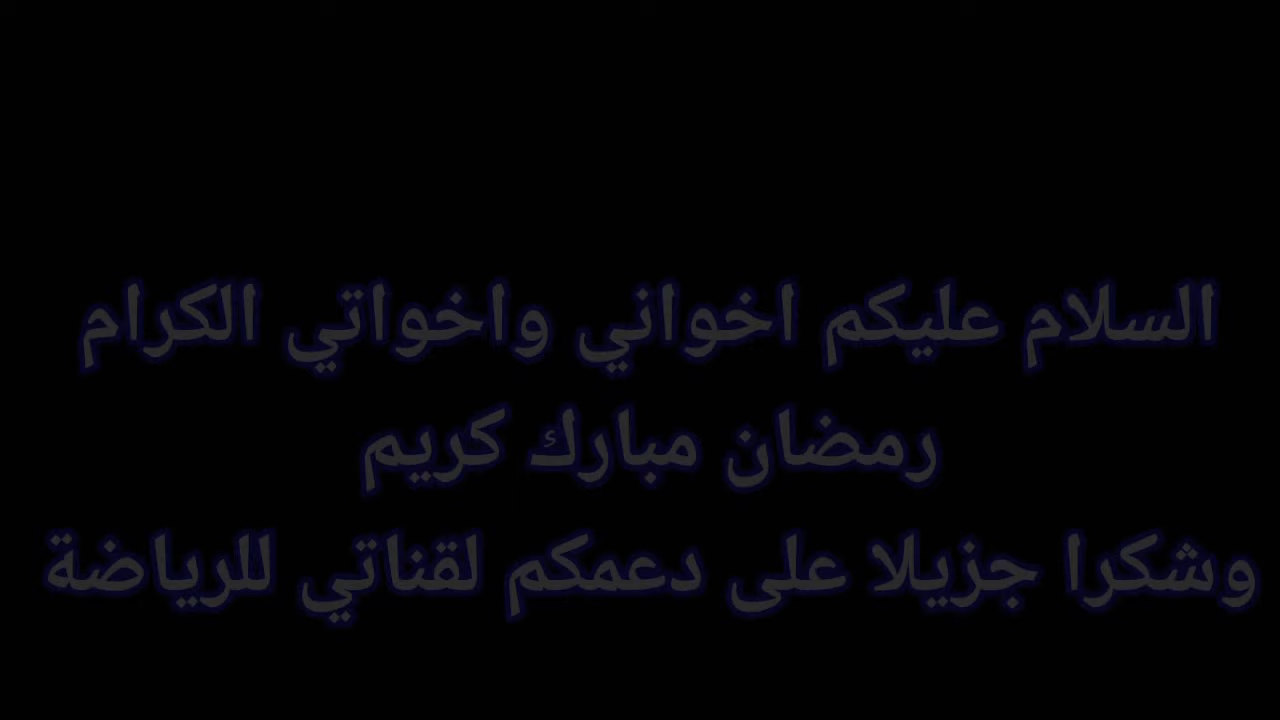 السلام عليكم اخواني واخواتي الكرام
رمضان مبارك كريم
وشكرا جزيلا على دعمكم لقناتي للرياضة